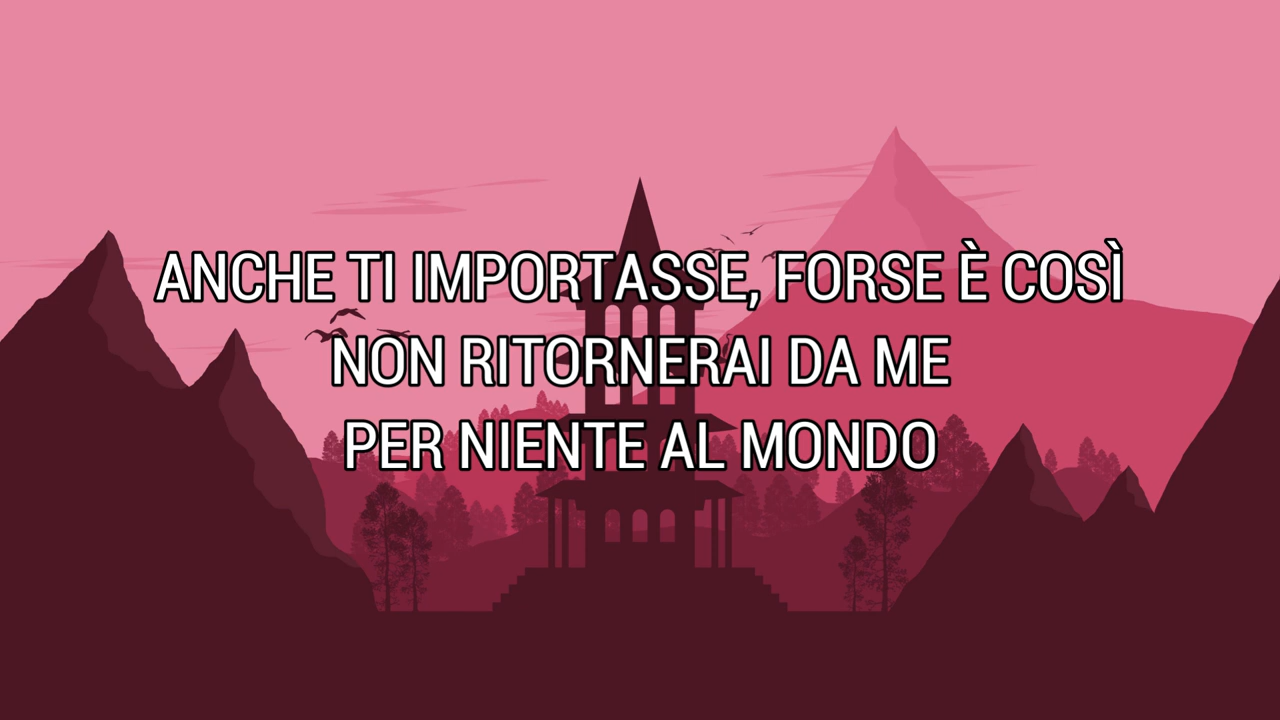 ANCHE TI IMPORTASSE, FORSE È COSÌ
NON RITORNERAI DA ME
PER NIENTE AL MONDO